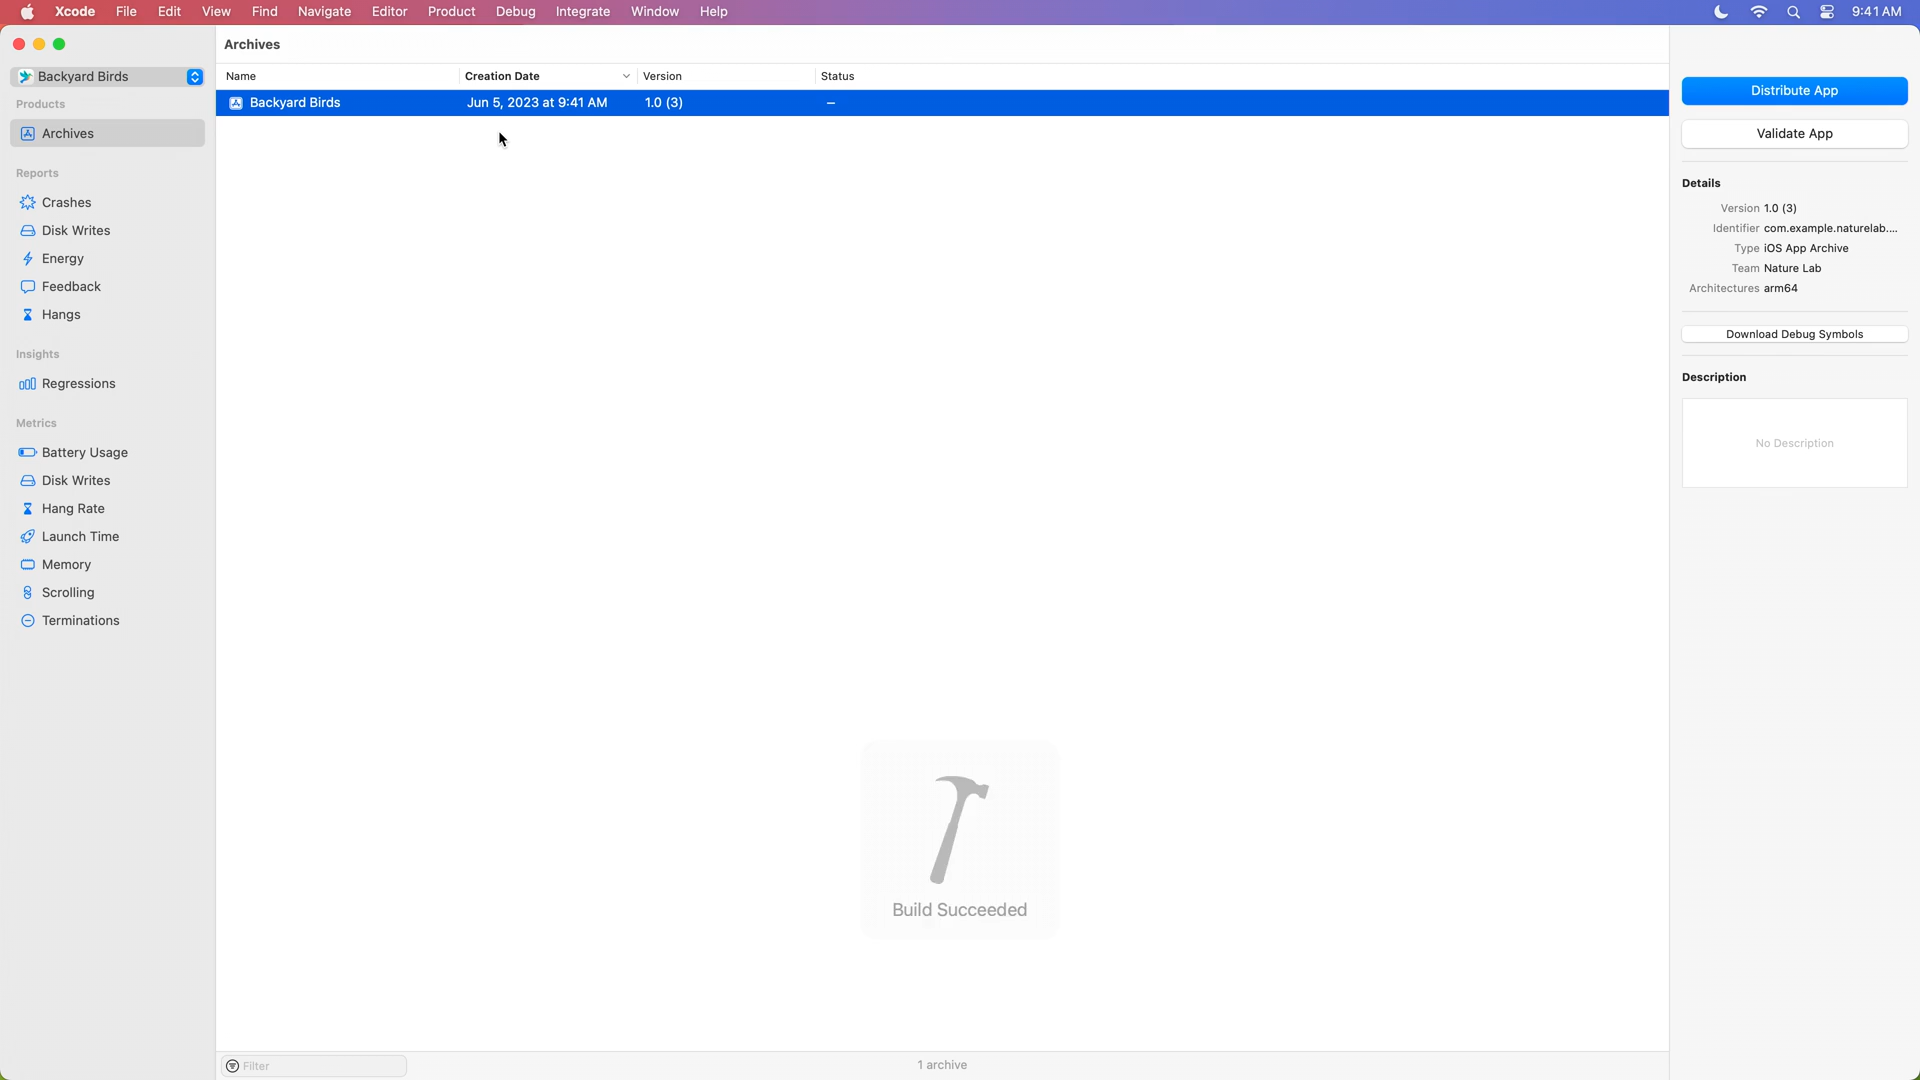 Xcode File Edit View Find Navigate Editor Product Debug Integrate Window Help 9:41 AM
Backyard Birds
Products
Archives
Reports
Crashes
Disk Writes
Energy
Feedback
Hangs
Insights
Regressions
Metrics
Battery Usage
Disk Writes
Hang Rate
Launch Time
Memory
Scrolling
Terminations
Archives
Name Creation Date Version Status
Backyard Birds Jun 5, 2023 at 9:41 AM 1.0 (3) –
Build Succeeded
Filter
1 archive
Distribute App
Validate App
Details
Version 1.0 (3)
Identifier com.example.naturelab....
Type iOS App Archive
Team Nature Lab
Architectures arm64
Download Debug Symbols
Description
No Description